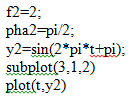 f2=2;
pha2=pi/2;
y2=sin(2*pi*t+pi);
subplot(3,1,2)
plot(t,y2)